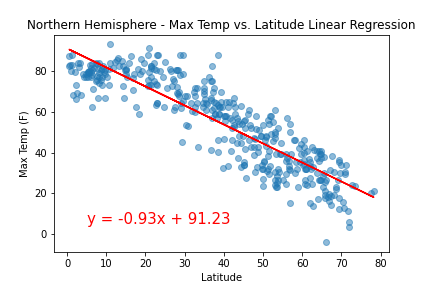 Northern Hemisphere - Max Temp vs. Latitude Linear Regression
Max Temp (F)
80
60
40
20
0
y = -0.93x + 91.23
0 10 20 30 40 50 60 70 80
Latitude